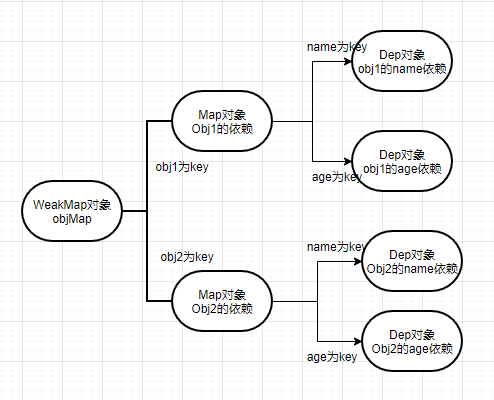 name为key
Dep对象
obj1的name依赖
Map对象
Obj1的依赖
obj1为key
age为key
Dep对象
obj1的age依赖
WeakMap对象
objMap
obj2为key
name为key
Dep对象
Obj2的name依赖
Map对象
Obj2的依赖
age为key
Dep对象
Obj2的age依赖